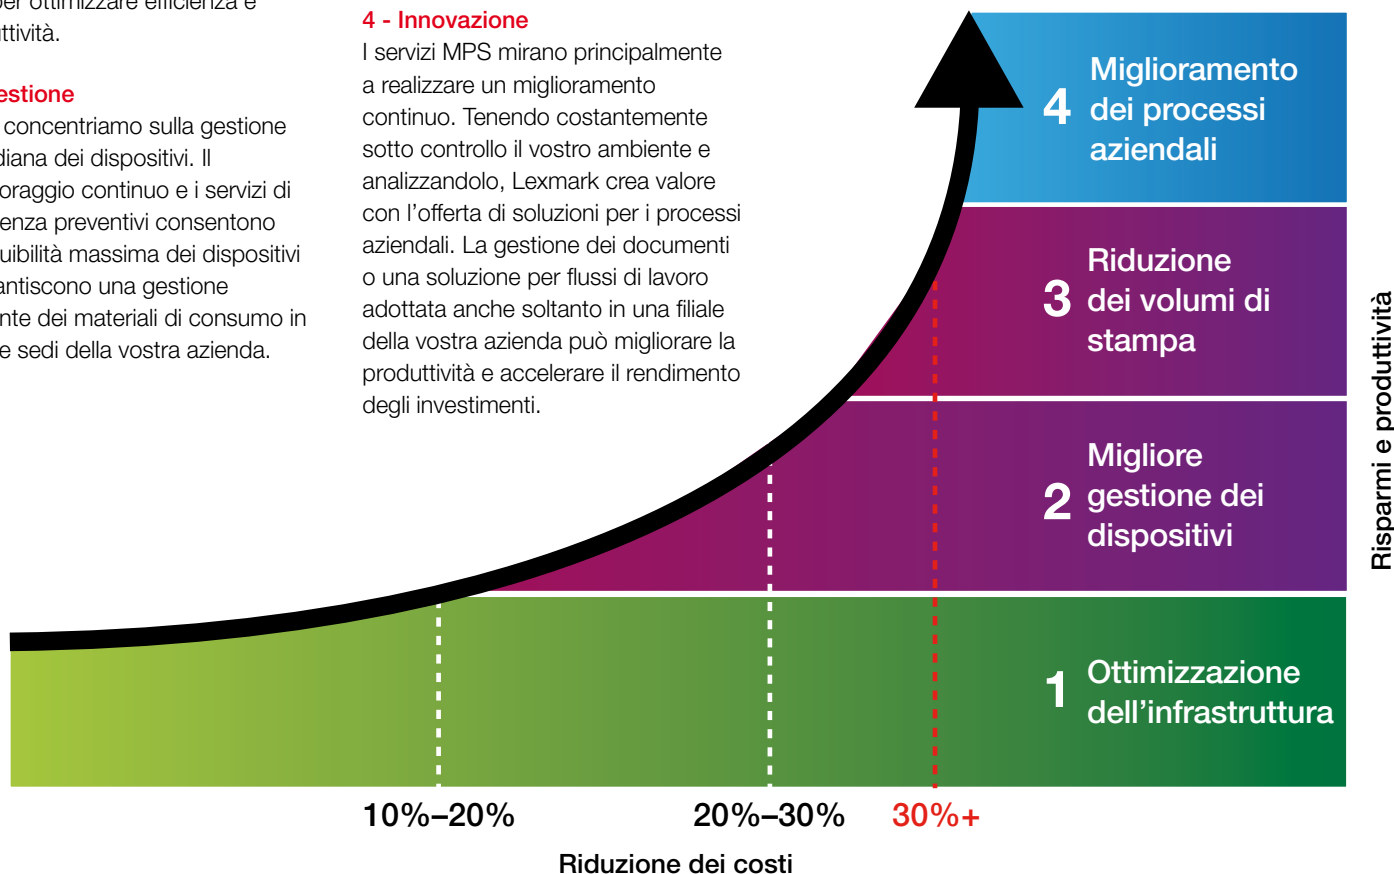 per ottimizzare efficienza e
ttività.
estione
concentriamo sulla gestione
diana dei dispositivi. Il
oraggio continuo e i servizi di
enza preventivi consentono
uibilità massima dei dispositivi
antiscono una gestione
nte dei materiali di consumo in
e sedi della vostra azienda.
4 - Innovazione
I servizi MPS mirano principalmente
a realizzare un miglioramento
continuo. Tenendo costantemente
sotto controllo il vostro ambiente e
analizzandolo, Lexmark crea valore
con l’offerta di soluzioni per i processi
aziendali. La gestione dei documenti
o una soluzione per flussi di lavoro
adottata anche soltanto in una filiale
della vostra azienda può migliorare la
produttività e accelerare il rendimento
degli investimenti.
4 Miglioramento
dei processi
aziendali
3 Riduzione
dei volumi di
stampa
2 Migliore
gestione dei
dispositivi
1 Ottimizzazione
dell’infrastruttura
Risparmi e produttività
10%–20% 20%–30% 30%+
Riduzione dei costi